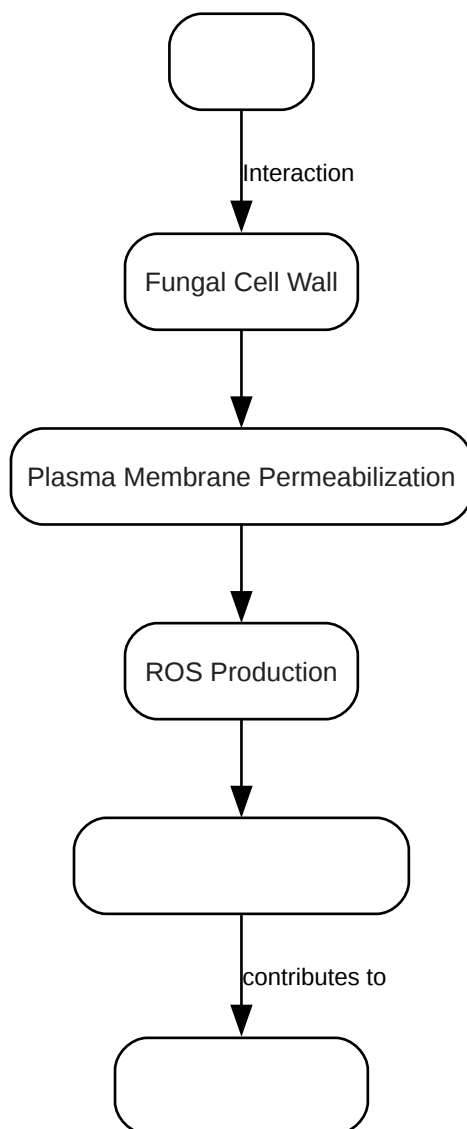 Interaction
Fungal Cell Wall
Plasma Membrane Permeabilization
ROS Production
contributes to